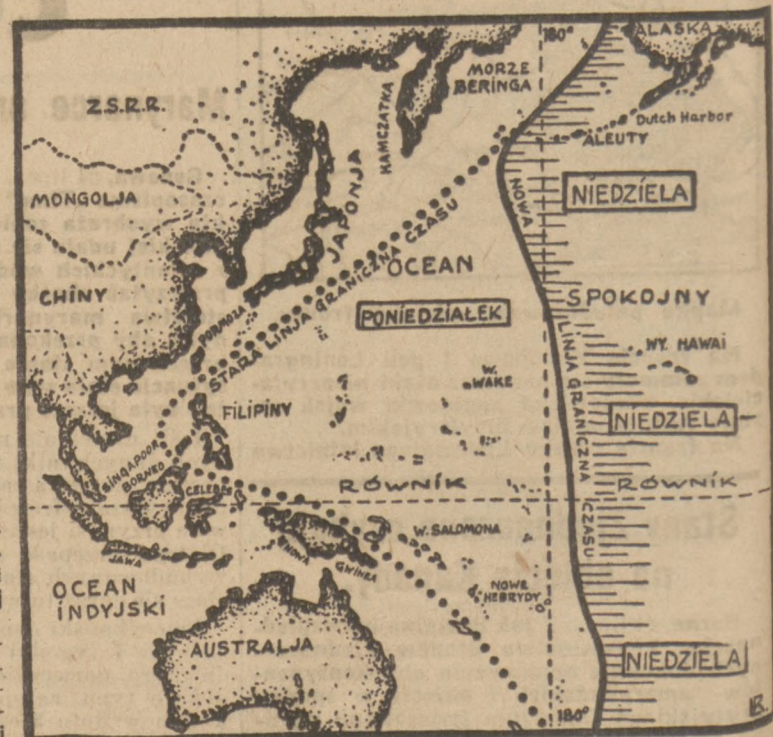 180°
ALASKA
MORZE
BERINGA
Z.S.R.R.
KAMCZATKA
Dutch Harbor
ALEUTY
NIEDZIELA
MONGOLJA
JAPONJA
NOWA
LINJA GRANICZNA
CZASU
OCEAN
SPOKOJNY
CHINY
STARA LINJA GRANICZNA CZASU
PONIEDZIAŁEK
FORMOZA
WY. HAWAI
W.
WAKE
FILIPINY
NIEDZIELA
SINGAPOOR
BORNEO
CELEBES
RÓWNIK
RÓWNIK
W. SALOMONA
JAWA
NOWA
GWINEA
NOWE
HEBRYDY
OCEAN
INDYJSKI
AUSTRALJA
NIEDZIELA
180°